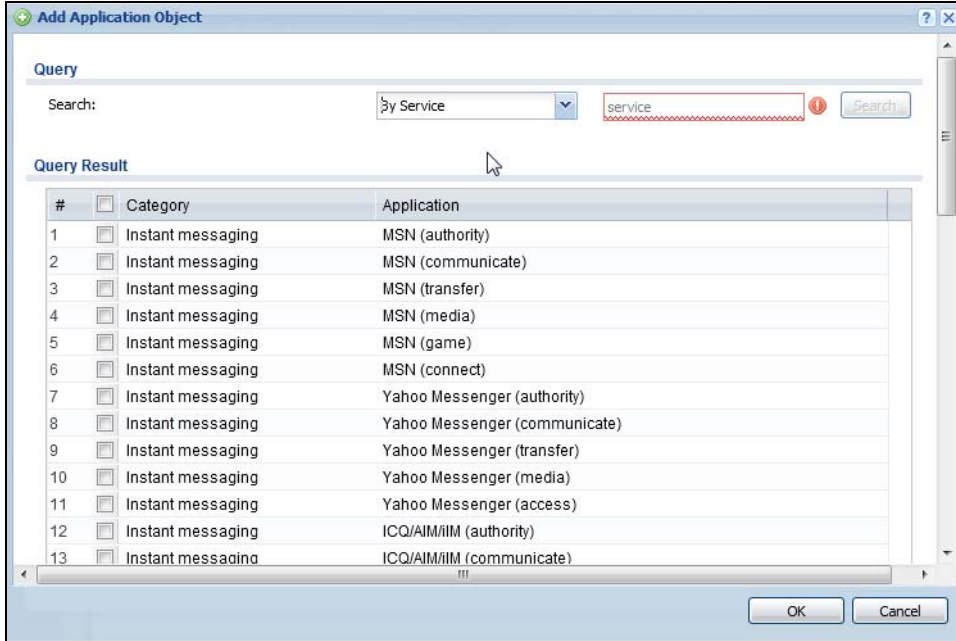 Add Application Object
Query
Search: By Service service Search
Query Result
# Category Application
1 Instant messaging MSN (authority)
2 Instant messaging MSN (communicate)
3 Instant messaging MSN (transfer)
4 Instant messaging MSN (media)
5 Instant messaging MSN (game)
6 Instant messaging MSN (connect)
7 Instant messaging Yahoo Messenger (authority)
8 Instant messaging Yahoo Messenger (communicate)
9 Instant messaging Yahoo Messenger (transfer)
10 Instant messaging Yahoo Messenger (media)
11 Instant messaging Yahoo Messenger (access)
12 Instant messaging ICQ/AIM/iIM (authority)
13 Instant messaging ICQ/AIM/iIM (communicate)
OK Cancel